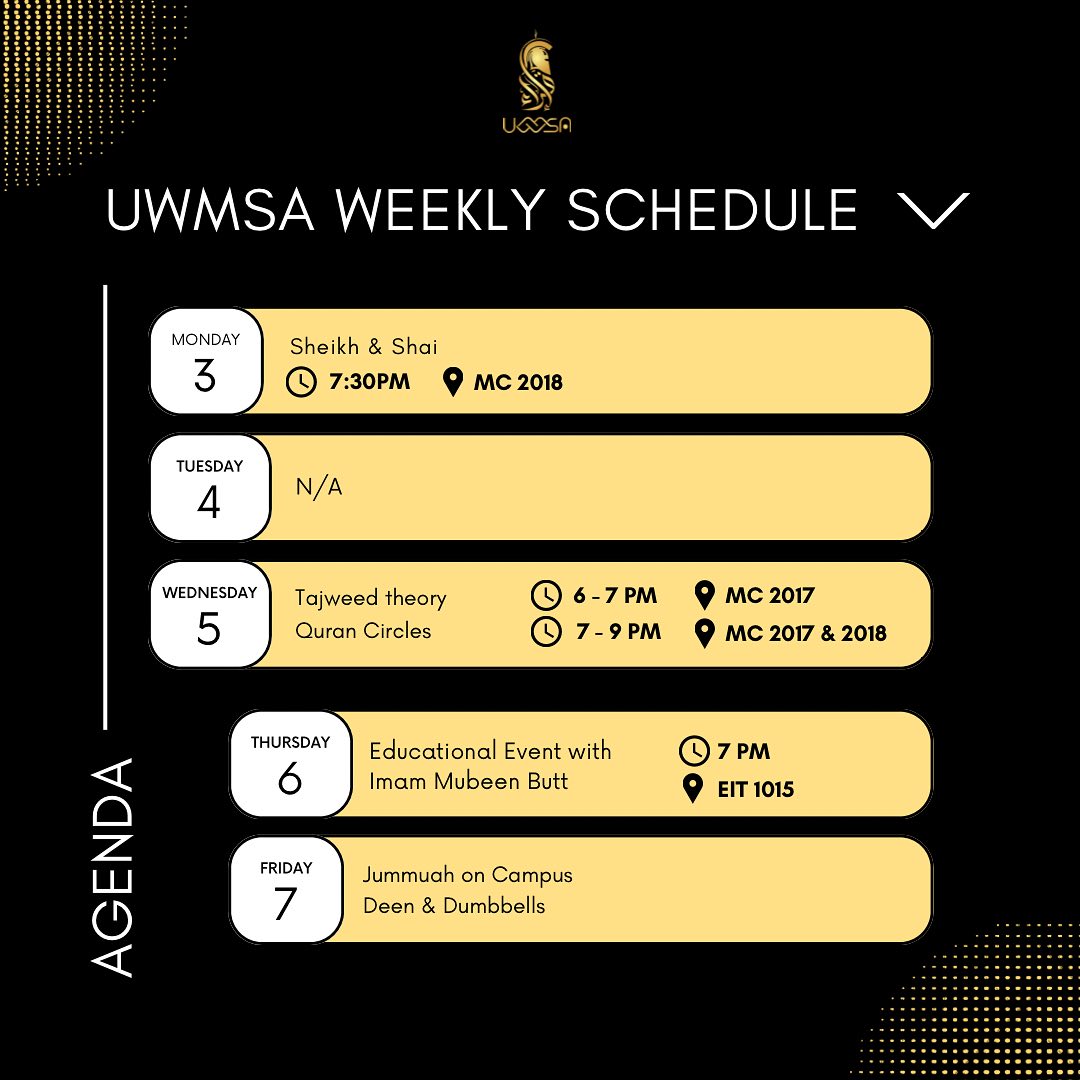 UWMSA
UWMSA WEEKLY SCHEDULE
AGENDA
MONDAY
3
Sheikh & Shai
7:30PM MC 2018
TUESDAY
4
N/A
WEDNESDAY
5
Tajweed theory 6 - 7 PM MC 2017
Quran Circles 7 - 9 PM MC 2017 & 2018
THURSDAY
6
Educational Event with
Imam Mubeen Butt
7 PM
EIT 1015
FRIDAY
7
Jummuah on Campus
Deen & Dumbbells